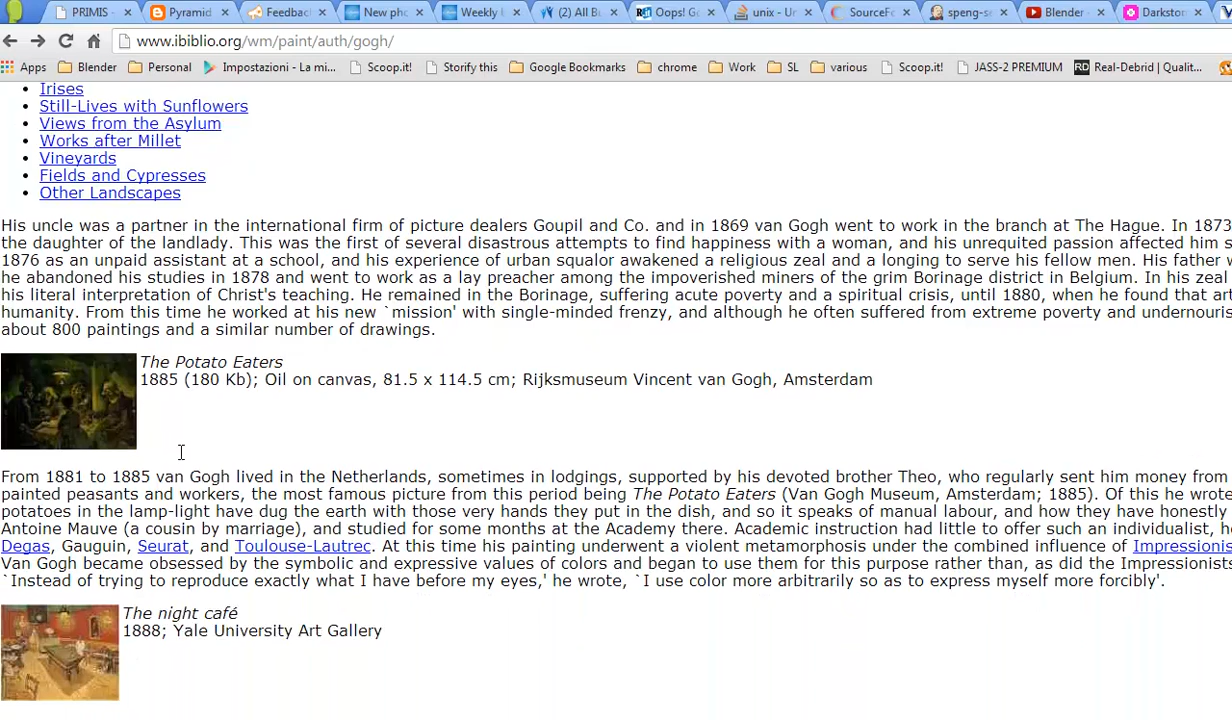 PRIMIS - Pyramid Feedback New pho Weekly (2) All B Oops! G unix - U SourceF speng-s Blender - Darkstor
www.ibiblio.org/wm/paint/auth/gogh/
Apps Blender Personal Impostazioni - La mi... Scoop.it! Storify this! Google Bookmarks chrome Work SL various Scoop.it! JASS-2 PREMIUM RD Real-Debrid | Qualit...
Irises
Still-Lives with Sunflowers
Views from the Asylum
Works after Millet
Vineyards
Fields and Cypresses
Other Landscapes
His uncle was a partner in the international firm of picture dealers Goupil and Co. and in 1869 van Gogh went to work in the branch at The Hague. In 1873
the daughter of the landlady. This was the first of several disastrous attempts to find happiness with a woman, and his unrequited passion affected him s
1876 as an unpaid assistant at a school, and his experience of urban squalor awakened a religious zeal and a longing to serve his fellow men. His father w
he abandoned his studies in 1878 and went to work as a lay preacher among the impoverished miners of the grim Borinage district in Belgium. In his zeal
his literal interpretation of Christ's teaching. He remained in the Borinage, suffering acute poverty and a spiritual crisis, until 1880, when he found that art
humanity. From this time he worked at his new `mission' with single-minded frenzy, and although he often suffered from extreme poverty and undernouris
about 800 paintings and a similar number of drawings.
The Potato Eaters
1885 (180 Kb); Oil on canvas, 81.5 x 114.5 cm; Rijksmuseum Vincent van Gogh, Amsterdam
From 1881 to 1885 van Gogh lived in the Netherlands, sometimes in lodgings, supported by his devoted brother Theo, who regularly sent him money from
painted peasants and workers, the most famous picture from this period being The Potato Eaters (Van Gogh Museum, Amsterdam; 1885). Of this he wrote
potatoes in the lamp-light have dug the earth with those very hands they put in the dish, and so it speaks of manual labour, and how they have honestly
Antoine Mauve (a cousin by marriage), and studied for some months at the Academy there. Academic instruction had little to offer such an individualist, he
Degas, Gauguin, Seurat, and Toulouse-Lautrec. At this time his painting underwent a violent metamorphosis under the combined influence of Impressionis
Van Gogh became obsessed by the symbolic and expressive values of colors and began to use them for this purpose rather than, as did the Impressionists
`Instead of trying to reproduce exactly what I have before my eyes,' he wrote, `I use color more arbitrarily so as to express myself more forcibly'.
The night café
1888; Yale University Art Gallery